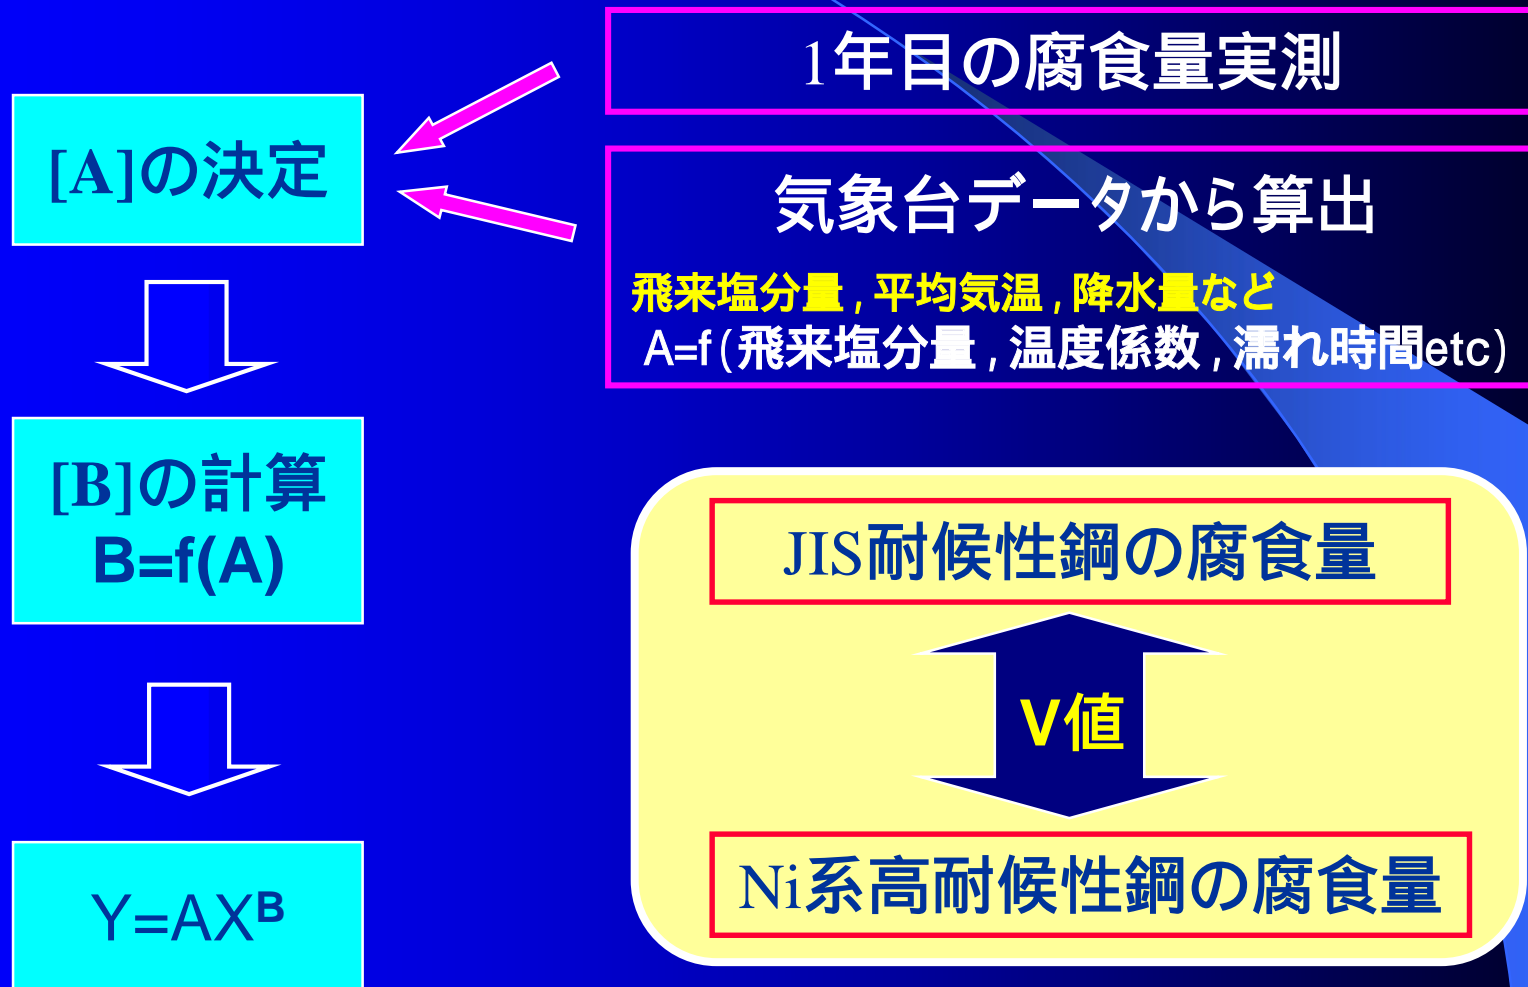 1年目の腐食量実測
[A]の決定
気象台データから算出
飛来塩分量,平均気温,降水量など
A=f(飛来塩分量,温度係数,濡れ時間etc)
[B]の計算
B=f(A)
Y=AX^B
JIS耐候性鋼の腐食量
V値
Ni系高耐候性鋼の腐食量